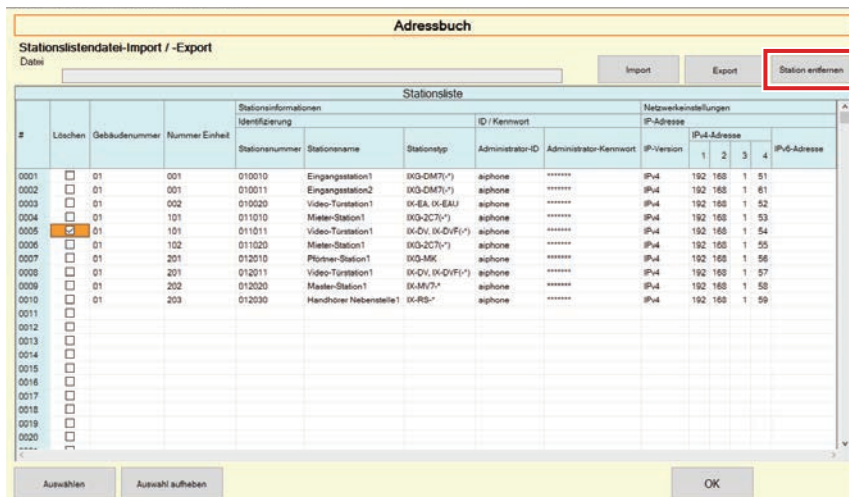 Adressbuch
Stationslistendatei-Import / -Export
Datei
Import Export Station entfernen
Stationsliste
Stationsinformationen Netzwerkeinstellungen
Identifizierung ID / Kennwort IP-Adresse
# Löschen Gebäudenummer Nummer Einheit Stationsnummer Stationsname Stationstyp Administrator-ID Administrator-Kennwort IP-Version IPv4-Adresse IPv6-Adresse
1 2 3 4
0001 01 001 010010 Eingangsstation1 IXG-DM7(-*) aiphone ******* IPv4 192 168 1 51
0002 01 001 010011 Eingangsstation2 IXG-DM7(-*) aiphone ******* IPv4 192 168 1 61
0003 01 002 010020 Video-Türstation1 IX-EA, IX-EAU aiphone ******* IPv4 192 168 1 52
0004 01 101 011010 Mieter-Station1 IXG-2C7(-*) aiphone ******* IPv4 192 168 1 53
0005 01 101 011011 Video-Türstation1 IX-DV, IX-DVF(-*) aiphone ******* IPv4 192 168 1 54
0006 01 102 011020 Mieter-Station1 IXG-2C7(-*) aiphone ******* IPv4 192 168 1 55
0007 01 201 012010 Pförtner-Station1 IXG-MK aiphone ******* IPv4 192 168 1 56
0008 01 201 012011 Video-Türstation1 IX-DV, IX-DVF(-*) aiphone ******* IPv4 192 168 1 57
0009 01 202 012020 Master-Station1 IX-MV7-* aiphone ******* IPv4 192 168 1 58
0010 01 203 012030 Handhörer Nebenstelle1 IX-RS-* aiphone ******* IPv4 192 168 1 59
0011
0012
0013
0014
0015
0016
0017
0018
0019
0020
Auswählen Auswahl aufheben OK